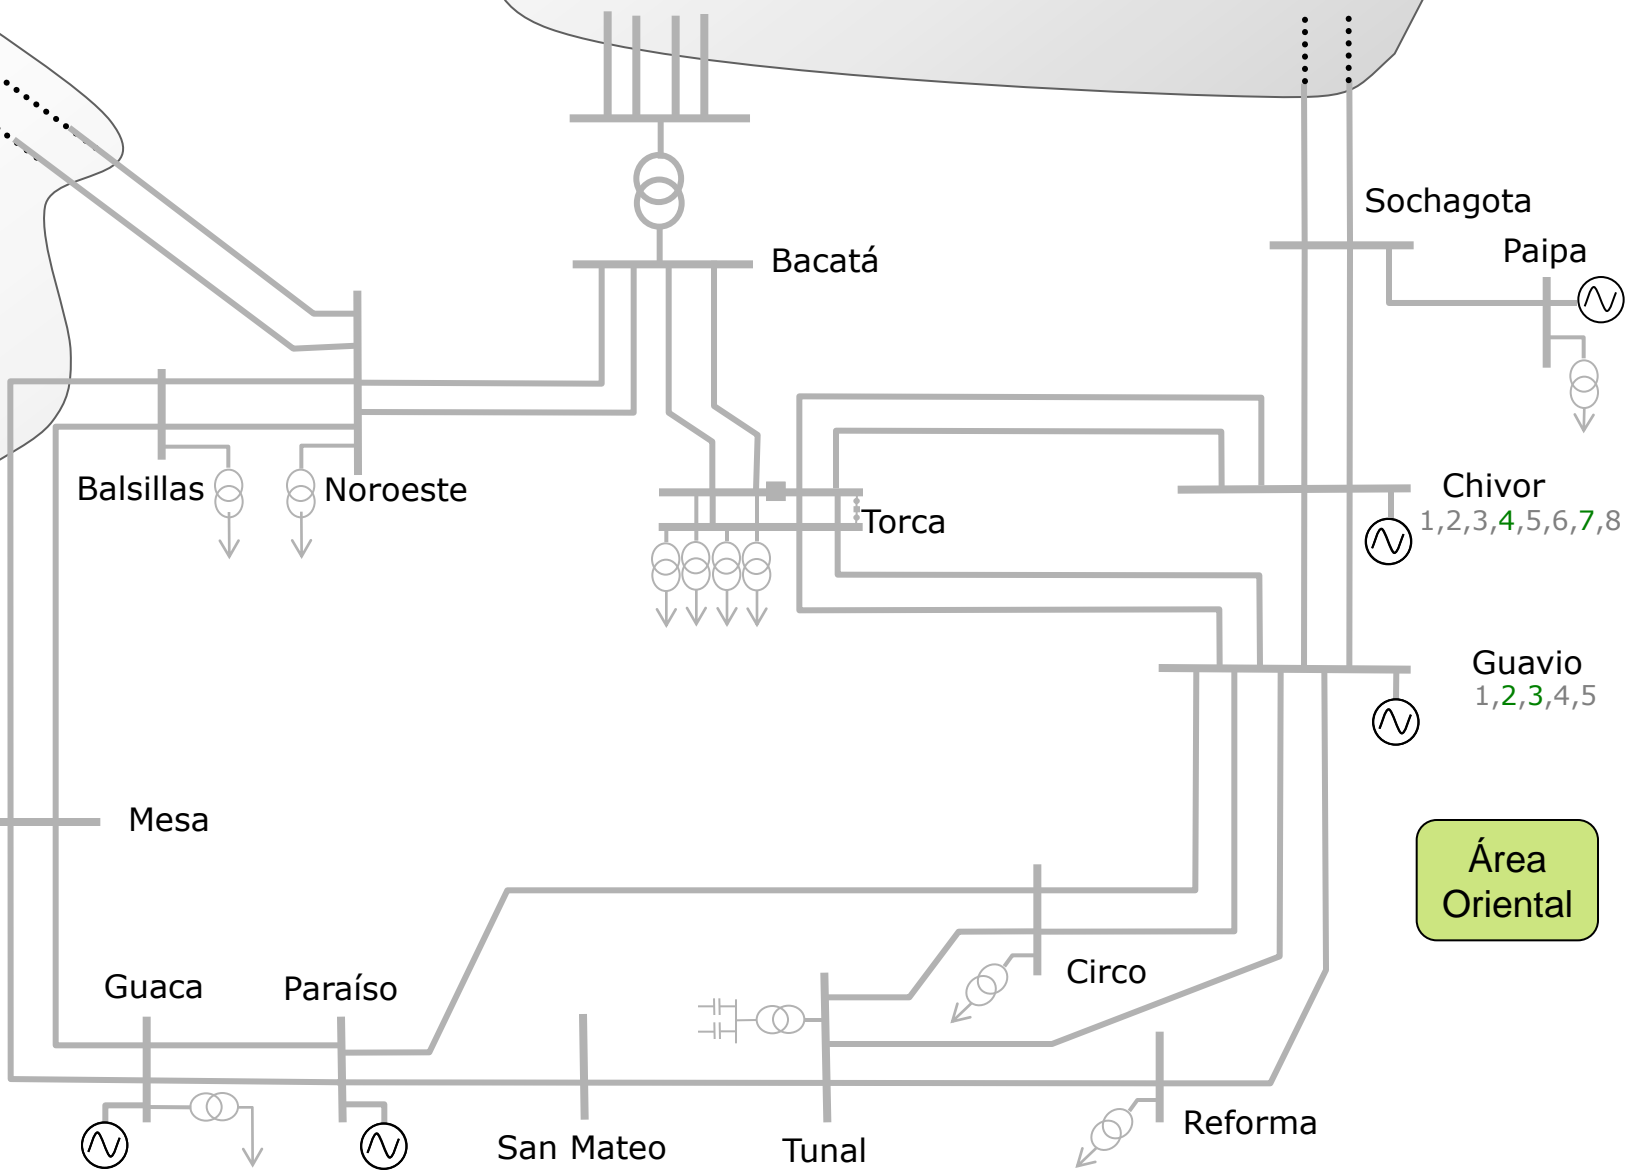 Sochagota
Paipa
Bacatá
Balsillas
Noroeste
Chivor
1,2,3,4,5,6,7,8
Torca
Guavio
1,2,3,4,5
Mesa
Área
Oriental
Circo
Guaca
Paraíso
Reforma
San Mateo
Tunal